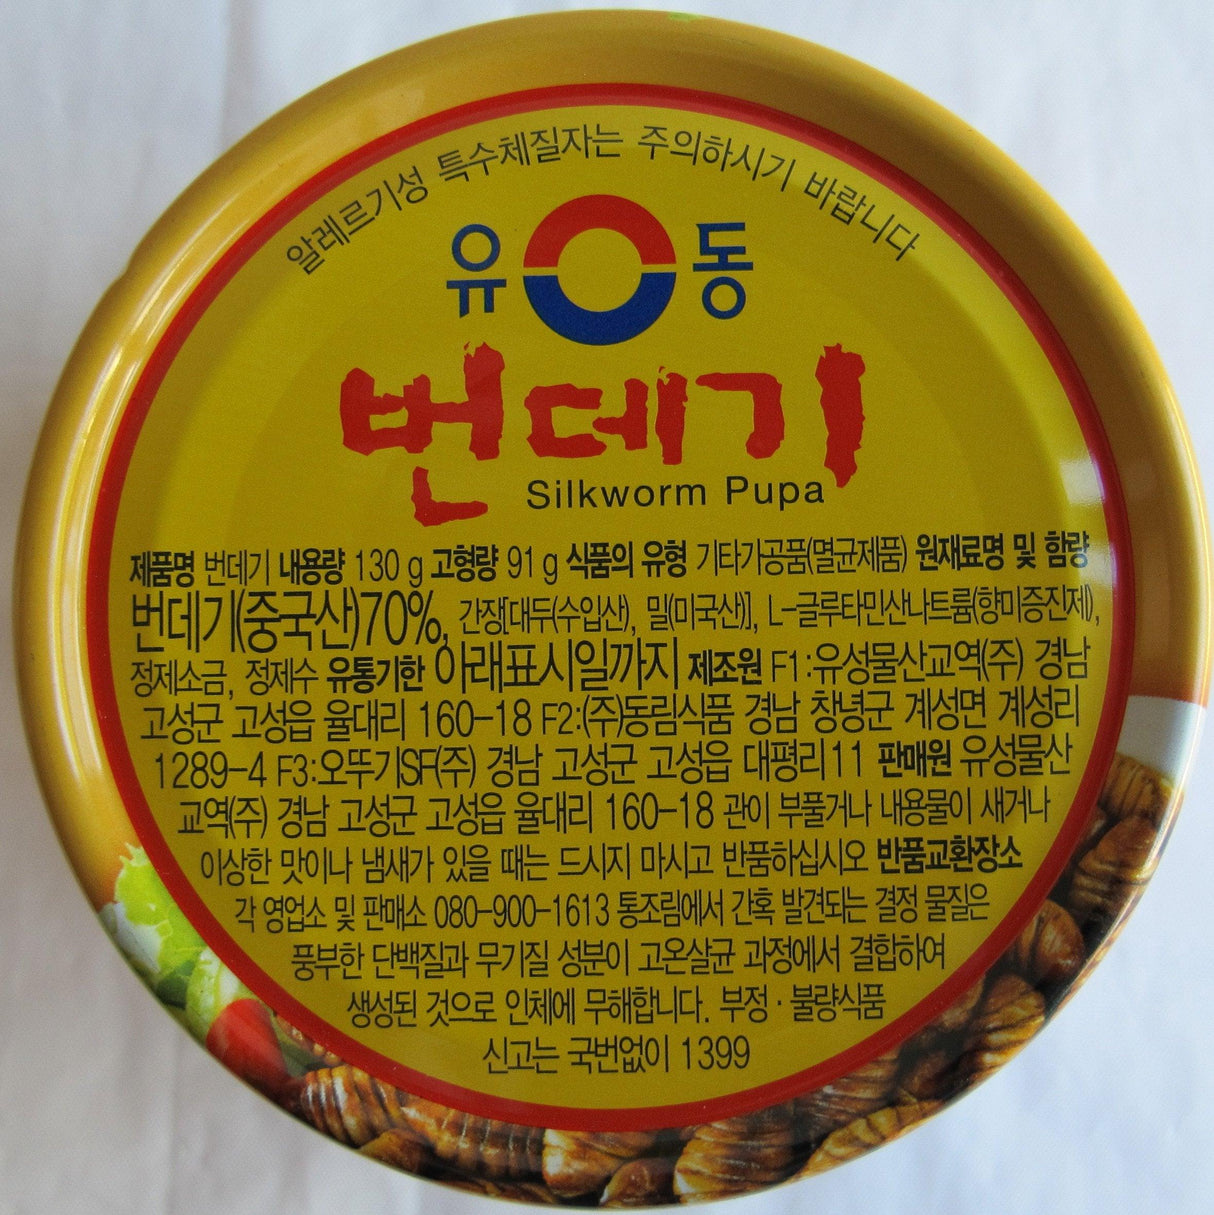 알레르기성 특수체질자는 주의하시기 바랍니다
유동
번데기
Silkworm Pupa
제품명 번데기 내용량 130 g 고형량 91 g 식품의 유형 기타가공품(멸균제품) 원재료명 및 함량
번데기(중국산)70%, 간장[대두(수입산), 밀(미국산)], L-글루타민산나트륨(향미증진제),
정제소금, 정제수 유통기한 아래표시일까지 제조원 F1:유성물산교역(주) 경남
고성군 고성읍 율대리 160-18 F2:(주)동림식품 경남 창녕군 계성면 계성리
1289-4 F3:오뚜기SF(주) 경남 고성군 고성읍 대평리11 판매원 유성물산
교역(주) 경남 고성군 고성읍 율대리 160-18 관이 부풀거나 내용물이 새거나
이상한 맛이나 냄새가 있을 때는 드시지 마시고 반품하십시오 반품교환장소
각 영업소 및 판매소 080-900-1613 통조림에서 간혹 발견되는 결정 물질은
풍부한 단백질과 무기질 성분이 고온살균 과정에서 결합하여
생성된 것으로 인체에 무해합니다. 부정·불량식품
신고는 국번없이 1399